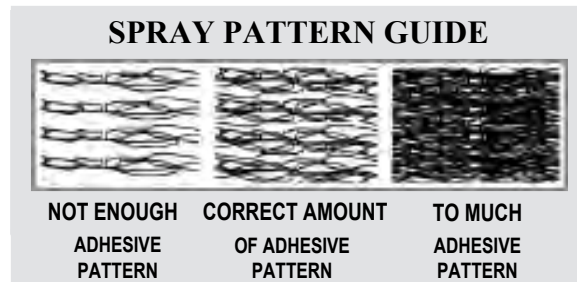 SPRAY PATTERN GUIDE
NOT ENOUGH
ADHESIVE
PATTERN
CORRECT AMOUNT
OF ADHESIVE
PATTERN
TO MUCH
ADHESIVE
PATTERN